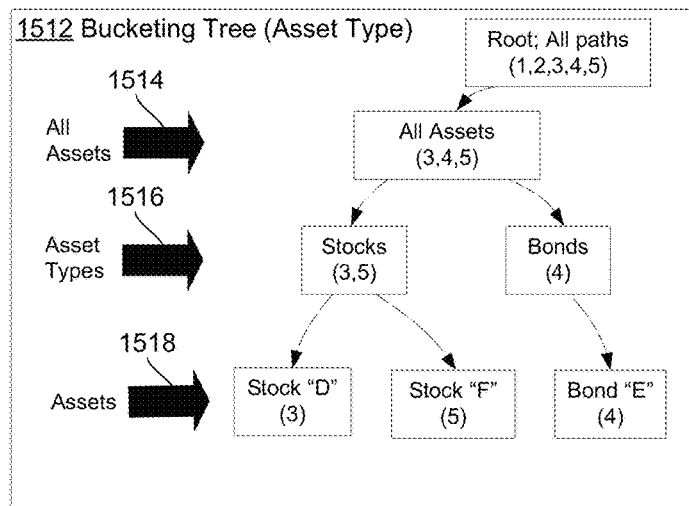 1512 Bucketing Tree (Asset Type)
Root; All paths
(1,2,3,4,5)
1514
All
Assets
All Assets
(3,4,5)
1516
Asset
Types
Stocks
(3,5)
Bonds
(4)
1518
Assets
Stock “D”
(3)
Stock “F”
(5)
Bond “E”
(4)